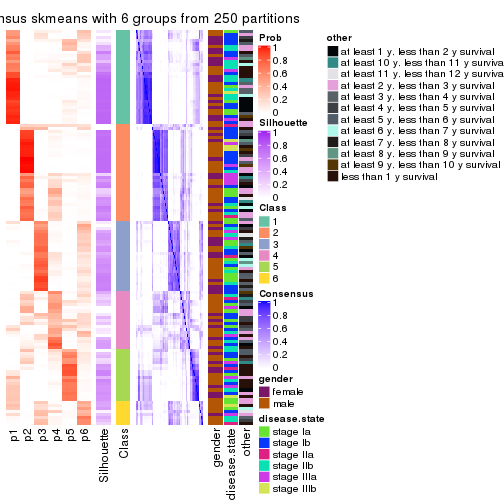 nsus skmeans with 6 groups from 250 partitions
Prob
1
0.8
0.6
0.4
0.2
0
Silhouette
1
0.8
0.6
0.4
0.2
0
Class
1
2
3
4
5
6
Consensus
1
0.8
0.6
0.4
0.2
0
gender
female
male
disease.state
stage Ia
stage Ib
stage IIa
stage IIb
stage IIIa
stage IIIb
other
at least 1 y. less than 2 y survival
at least 10 y. less than 11 y survival
at least 11 y. less than 12 y surviva
at least 2 y. less than 3 y survival
at least 3 y. less than 4 y survival
at least 4 y. less than 5 y survival
at least 5 y. less than 6 y survival
at least 6 y. less than 7 y survival
at least 7 y. less than 8 y survival
at least 8 y. less than 9 y survival
at least 9 y. less than 10 y survival
less than 1 y survival
p1
p2
p3
p4
p5
p6
Silhouette
Class
gender
disease.state
other